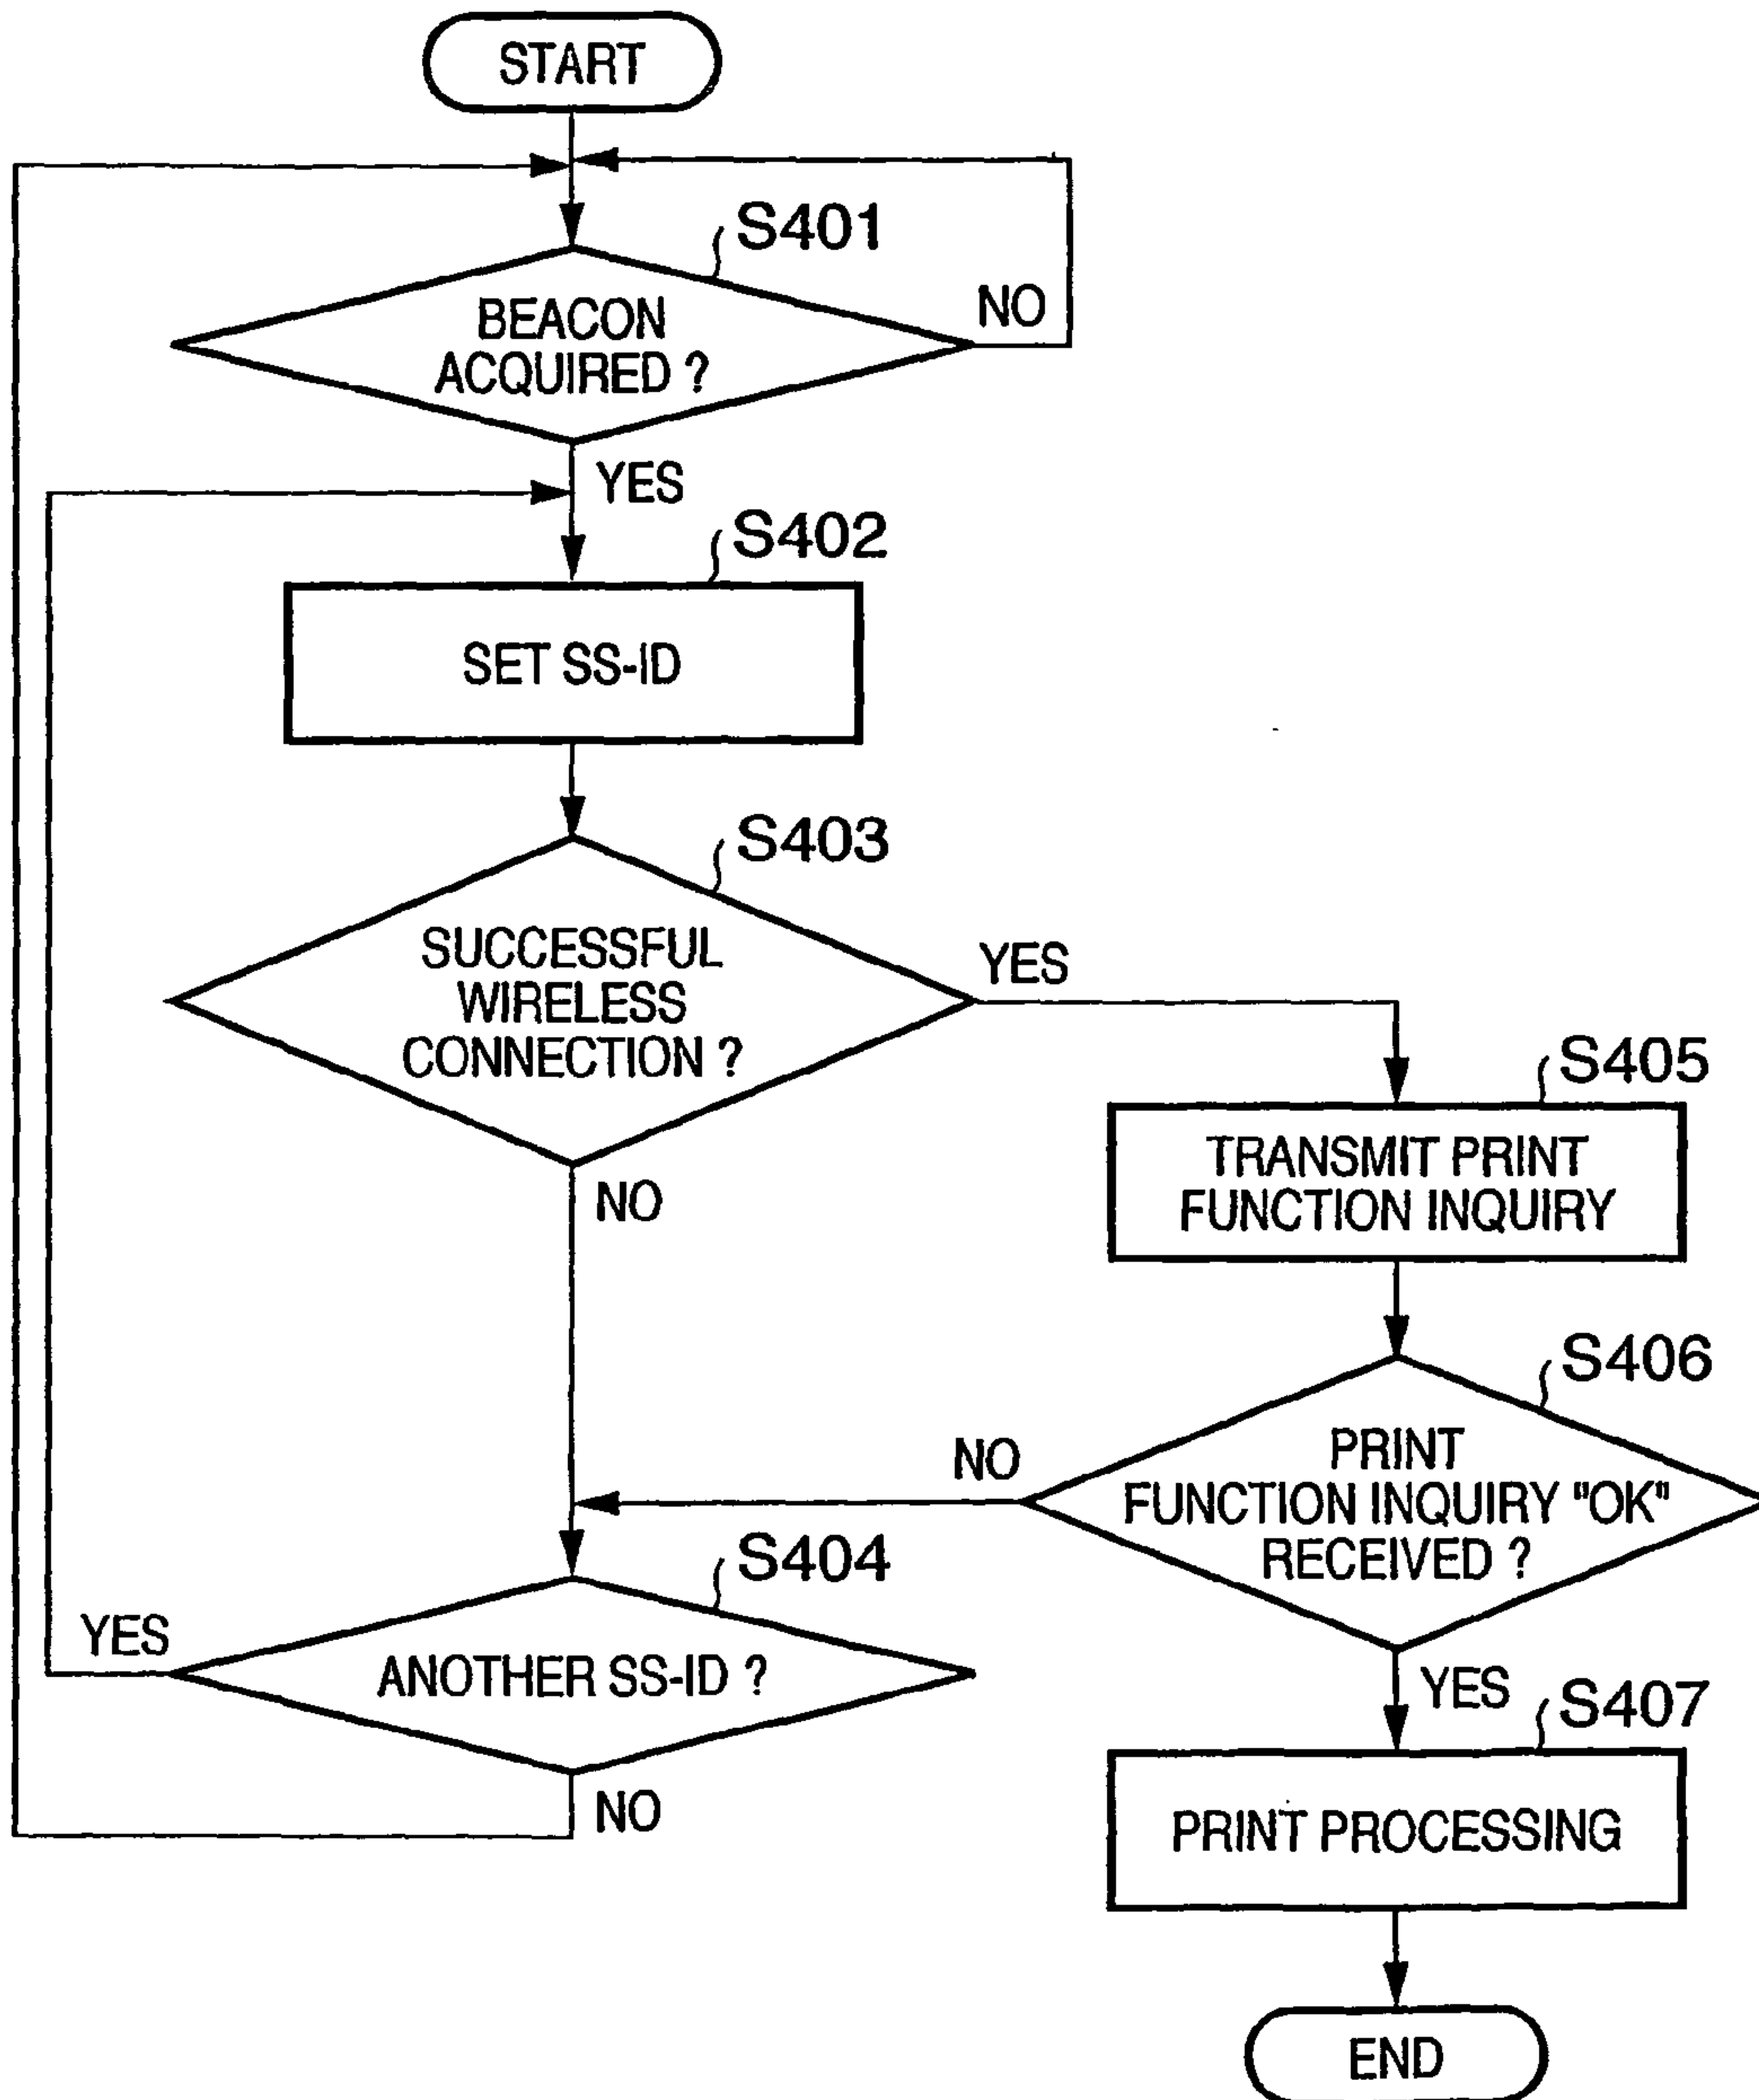 START
S401
BEACON
ACQUIRED ?
NO
YES
S402
SET SS-ID
S403
SUCCESSFUL
WIRELESS
CONNECTION ?
YES
NO
S405
TRANSMIT PRINT
FUNCTION INQUIRY
S406
PRINT
FUNCTION INQUIRY "OK"
RECEIVED ?
NO
YES
S404
ANOTHER SS-ID ?
YES
NO
S407
PRINT PROCESSING
END